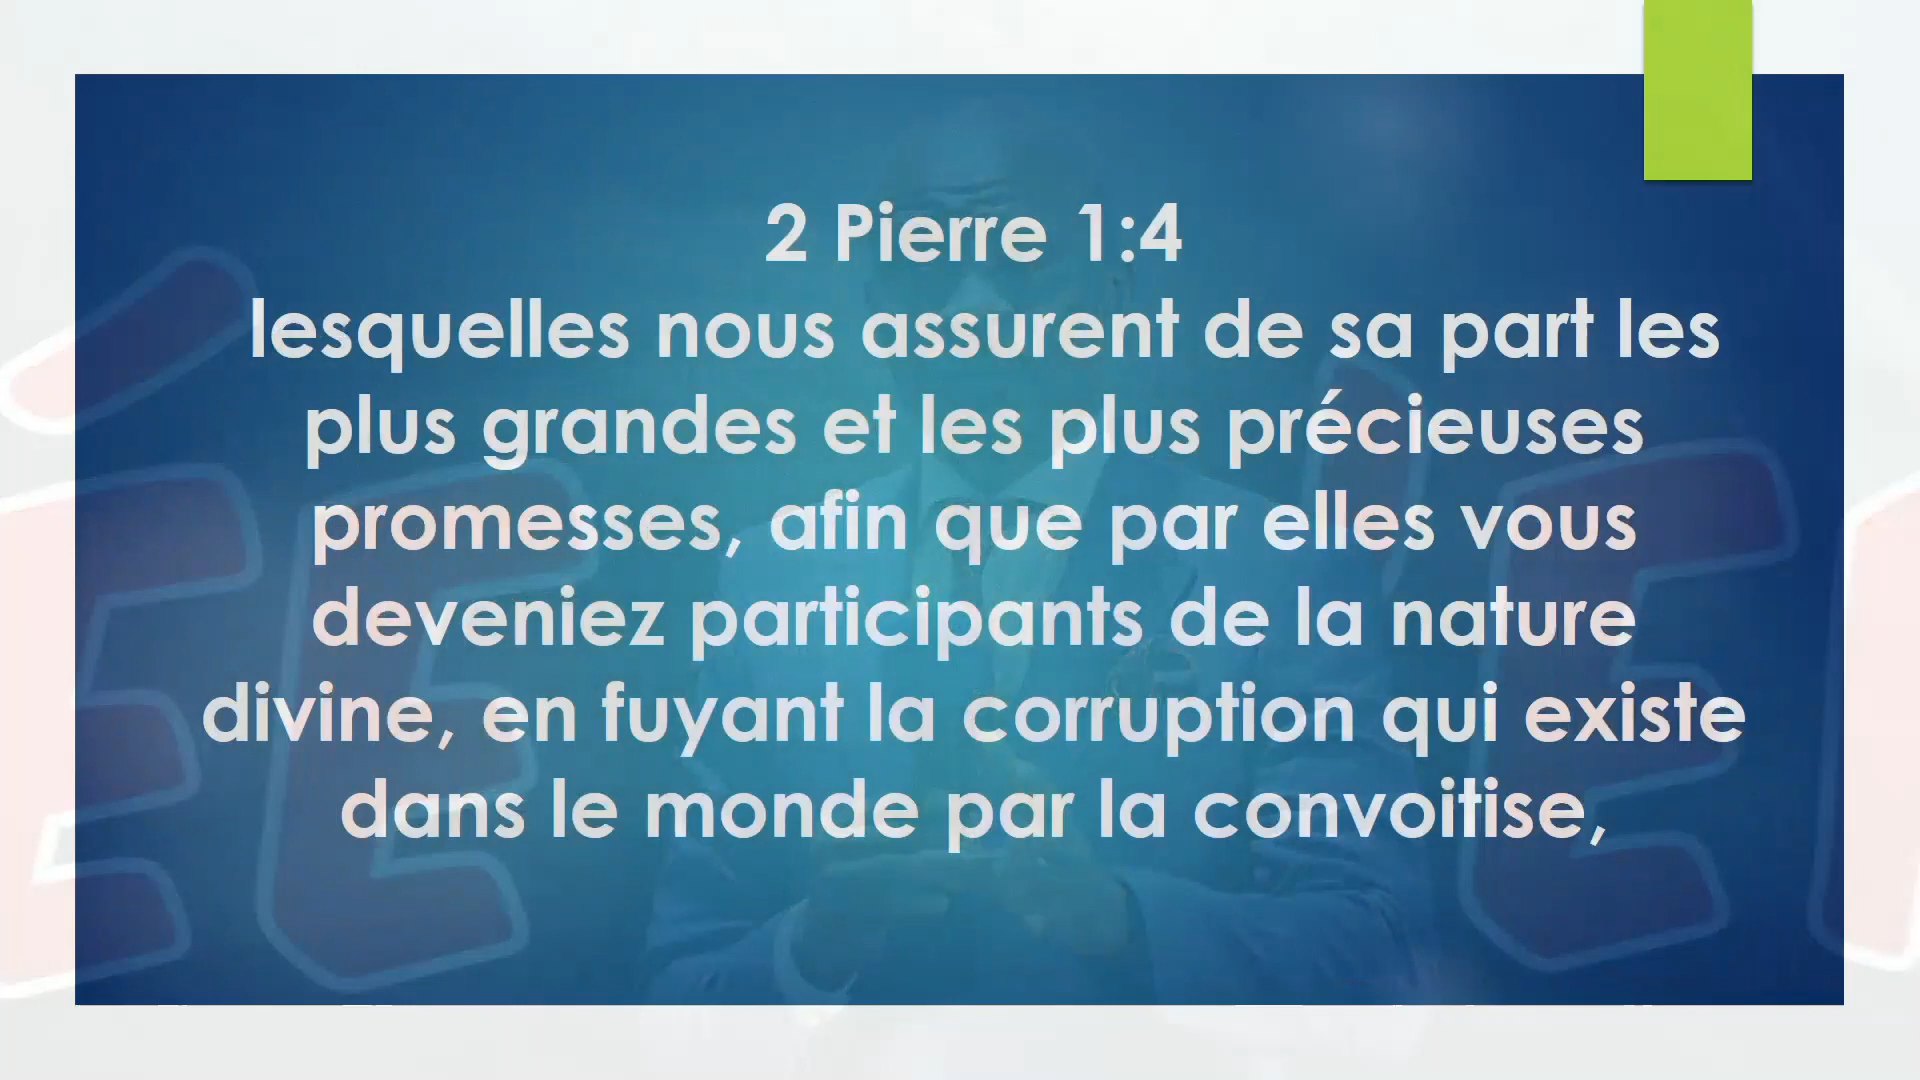 2 Pierre 1:4
lesquelles nous assurent de sa part les
plus grandes et les plus précieuses
promesses, afin que par elles vous
deveniez participants de la nature
divine, en fuyant la corruption qui existe
dans le monde par la convoitise,